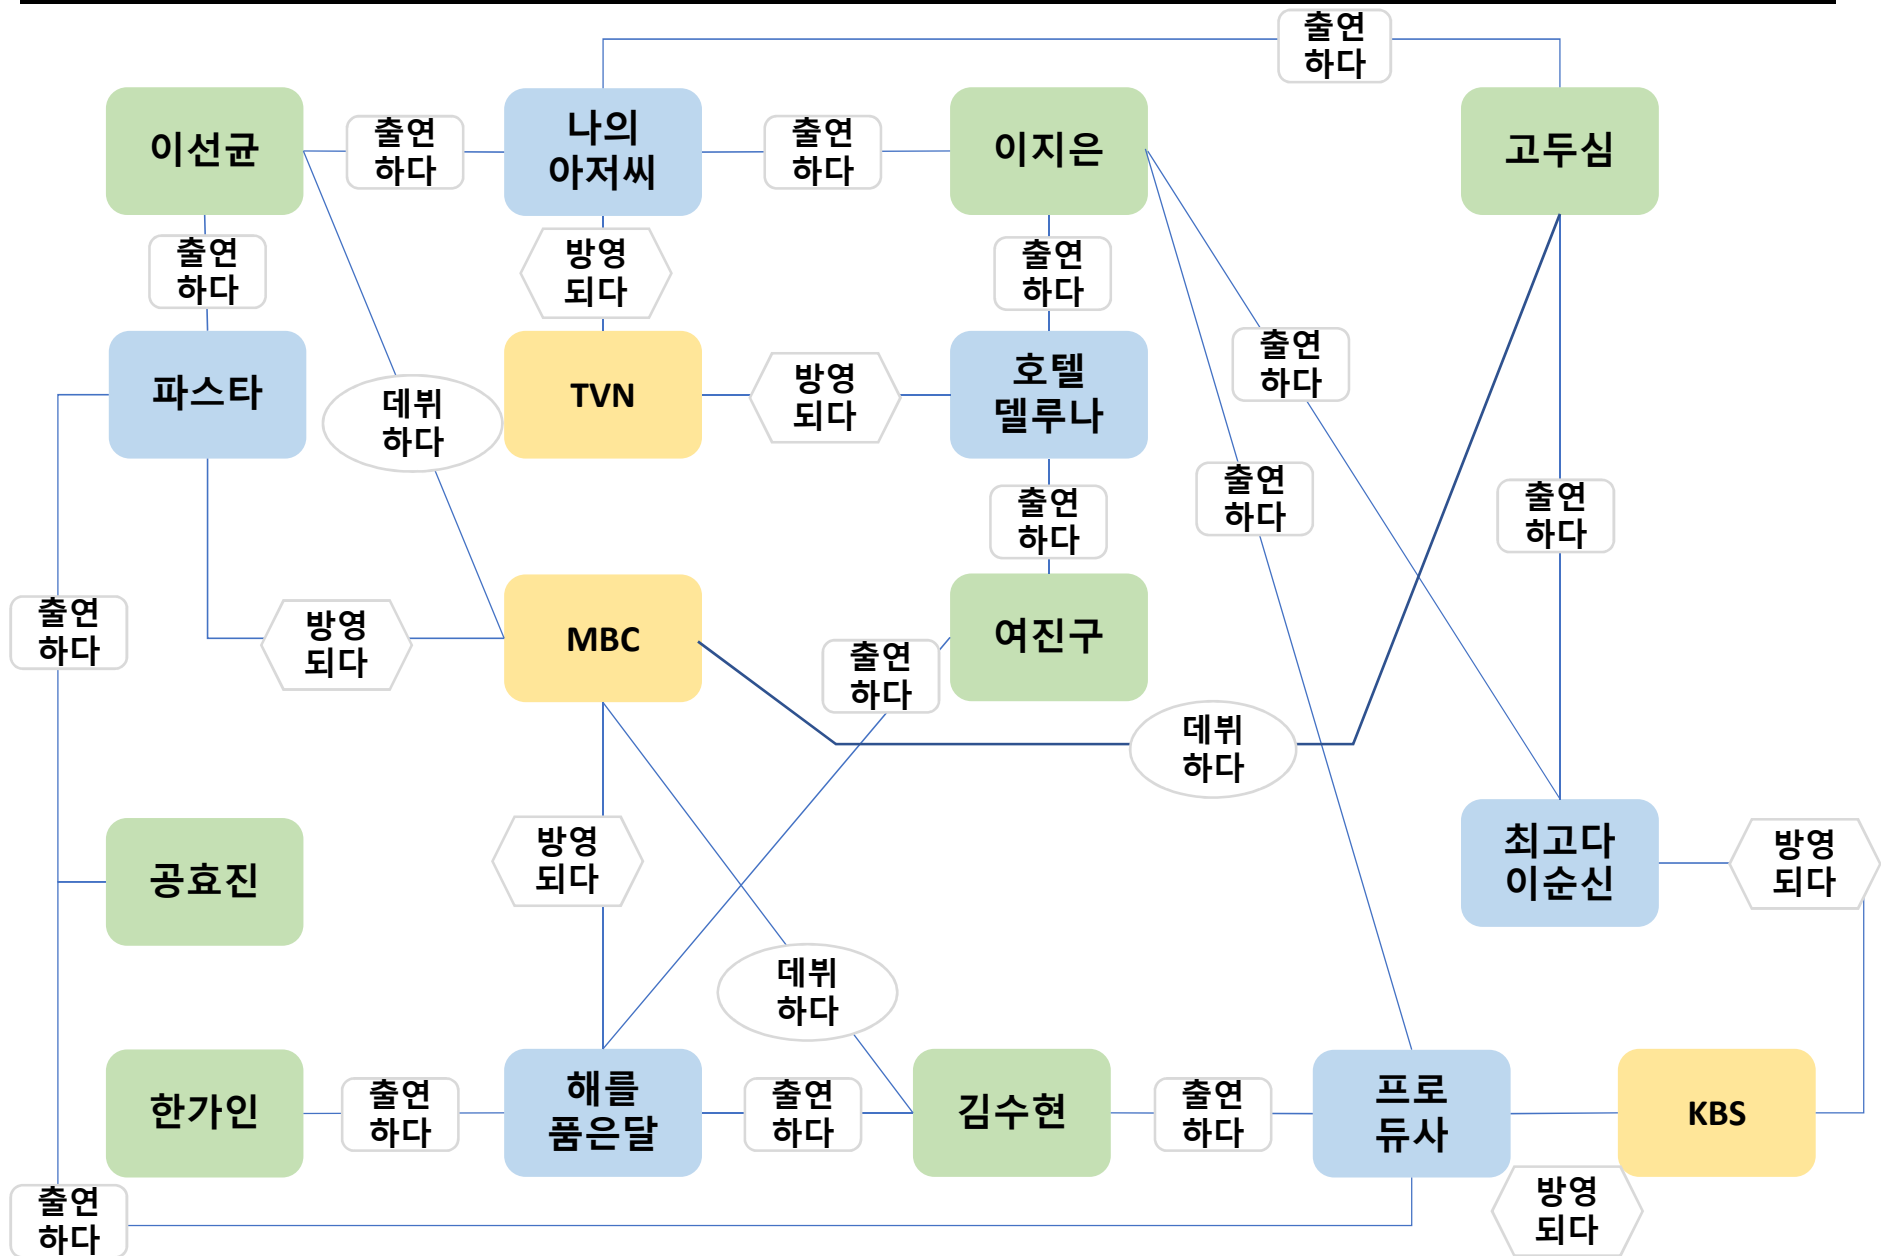 출연
하다
이선균
출연
하다
나의
아저씨
출연
하다
이지은
고두심
출연
하다
방영
되다
출연
하다
파스타
데뷔
하다
TVN
방영
되다
호텔
델루나
출연
하다
출연
하다
출연
하다
출연
하다
출연
하다
방영
되다
MBC
출연
하다
여진구
데뷔
하다
공효진
방영
되다
최고다
이순신
방영
되다
데뷔
하다
한가인
출연
하다
해를
품은달
출연
하다
김수현
출연
하다
프로
듀사
KBS
출연
하다
방영
되다